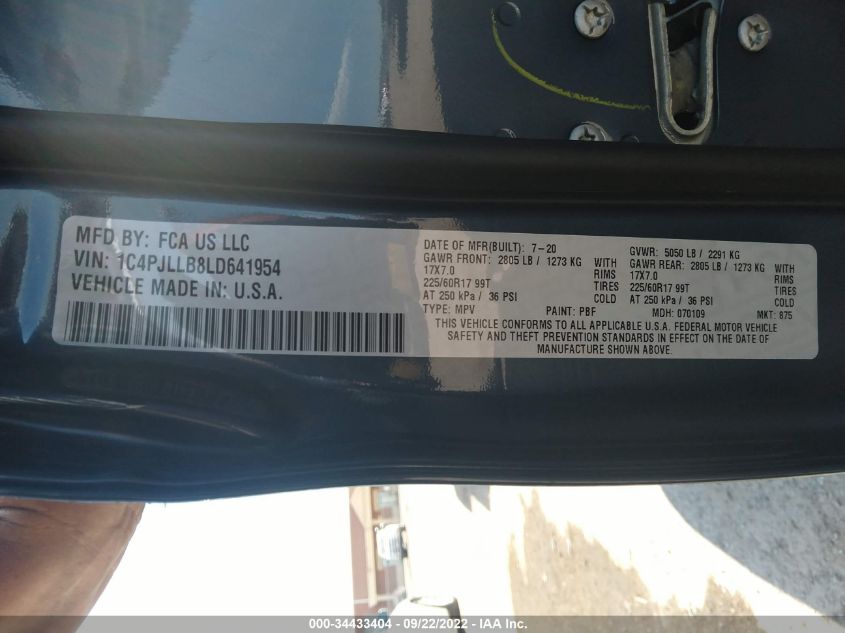 MFD BY: FCA US LLC
VIN: 1C4PJLLB8LD641954
VEHICLE MADE IN: U.S.A.
DATE OF MFR(BUILT): 7-20 GVWR: 5050 LB / 2291 KG
GAWR FRONT: 2805 LB / 1273 KG WITH GAWR REAR: 2805 LB / 1273 KG WITH
17X7.0 RIMS 17X7.0 RIMS
225/60R17 99T TIRES 225/60R17 99T TIRES
AT 250 kPa / 36 PSI COLD AT 250 kPa / 36 PSI COLD
TYPE: MPV PAINT: PBF MDH: 070109 MKT: 875
THIS VEHICLE CONFORMS TO ALL APPLICABLE U.S.A. FEDERAL MOTOR VEHICLE
SAFETY AND THEFT PREVENTION STANDARDS IN EFFECT ON THE DATE OF
MANUFACTURE SHOWN ABOVE.
000-34433404 - 09/22/2022 - IAA Inc.